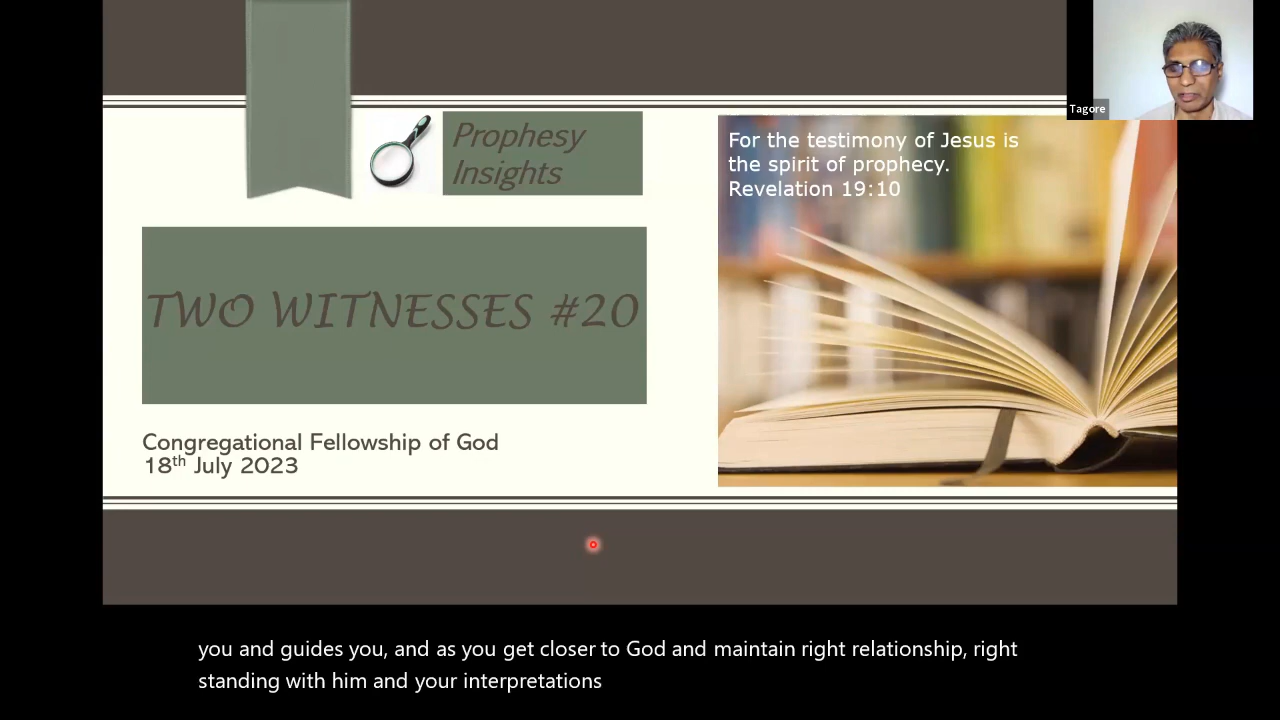 Prophesy
Insights
For the testimony of Jesus is
the spirit of prophecy.
Revelation 19:10
Tagore
TWO WITNESSES #20
Congregational Fellowship of God
18th July 2023
you and guides you, and as you get closer to God and maintain right relationship, right
standing with him and your interpretations